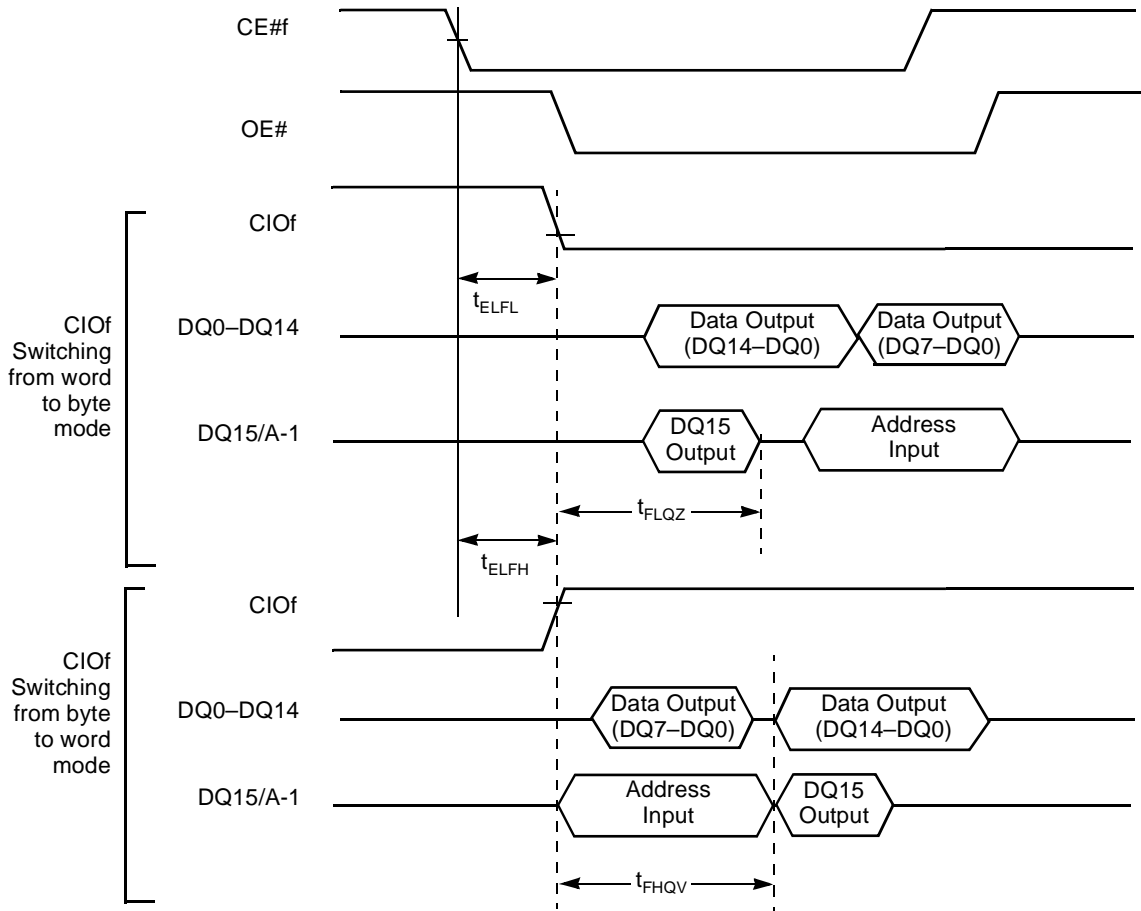 CE#f
OE#
CIOf
tELFL
CIOf
Switching
from word
to byte
mode
DQ0–DQ14
Data Output
(DQ14–DQ0)
Data Output
(DQ7–DQ0)
DQ15/A-1
DQ15
Output
Address
Input
tFLQZ
tELFH
CIOf
CIOf
Switching
from byte
to word
mode
DQ0–DQ14
Data Output
(DQ7–DQ0)
Data Output
(DQ14–DQ0)
DQ15/A-1
Address
Input
DQ15
Output
tFHQV